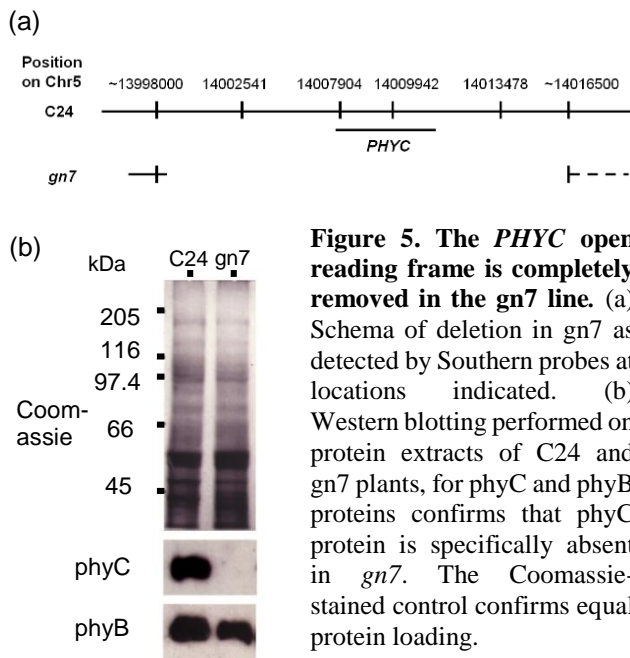 (a)
Position
on Chr5
~13998000 14002541 14007904 14009942 14013478 ~14016500
C24
PHYC
gn7
(b)
kDa
C24 gn7
205
116
97.4
Coom-
assie
66
45
phyC
phyB
Figure 5. The PHYC open
reading frame is completely
removed in the gn7 line. (a)
Schema of deletion in gn7 as
detected by Southern probes at
locations indicated. (b)
Western blotting performed on
protein extracts of C24 and
gn7 plants, for phyC and phyB
proteins confirms that phyC
protein is specifically absent
in gn7. The Coomassie-
stained control confirms equal
protein loading.